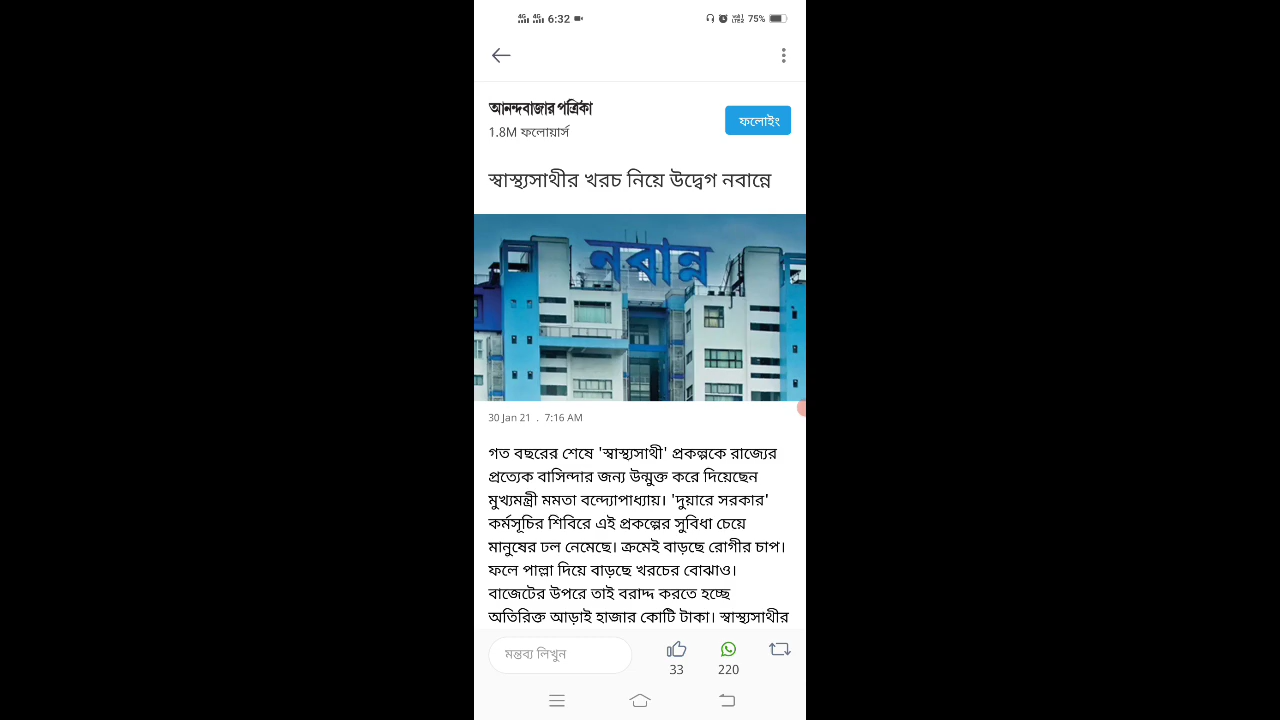 4G 4G 6:32 75%
আনন্দবাজার পত্রিকা
1.8M ফলোয়ার্স
ফলোইং
স্বাস্থ্যসাথীর খরচ নিয়ে উদ্বেগ নবান্নে
নবান্ন
30 Jan 21 . 7:16 AM
গত বছরের শেষে 'স্বাস্থ্যসাথী' প্রকল্পকে রাজ্যের
প্রত্যেক বাসিন্দার জন্য উন্মুক্ত করে দিয়েছেন
মুখ্যমন্ত্রী মমতা বন্দ্যোপাধ্যায়। 'দুয়ারে সরকার'
কর্মসূচির শিবিরে এই প্রকল্পের সুবিধা চেয়ে
মানুষের ঢল নেমেছে। ক্রমেই বাড়ছে রোগীর চাপ।
ফলে পাল্লা দিয়ে বাড়ছে খরচের বোঝাও।
বাজেটের উপরে তাই বরাদ্দ করতে হচ্ছে
অতিরিক্ত আড়াই হাজার কোটি টাকা। স্বাস্থ্যসাথীর
মন্তব্য লিখুন
33 220